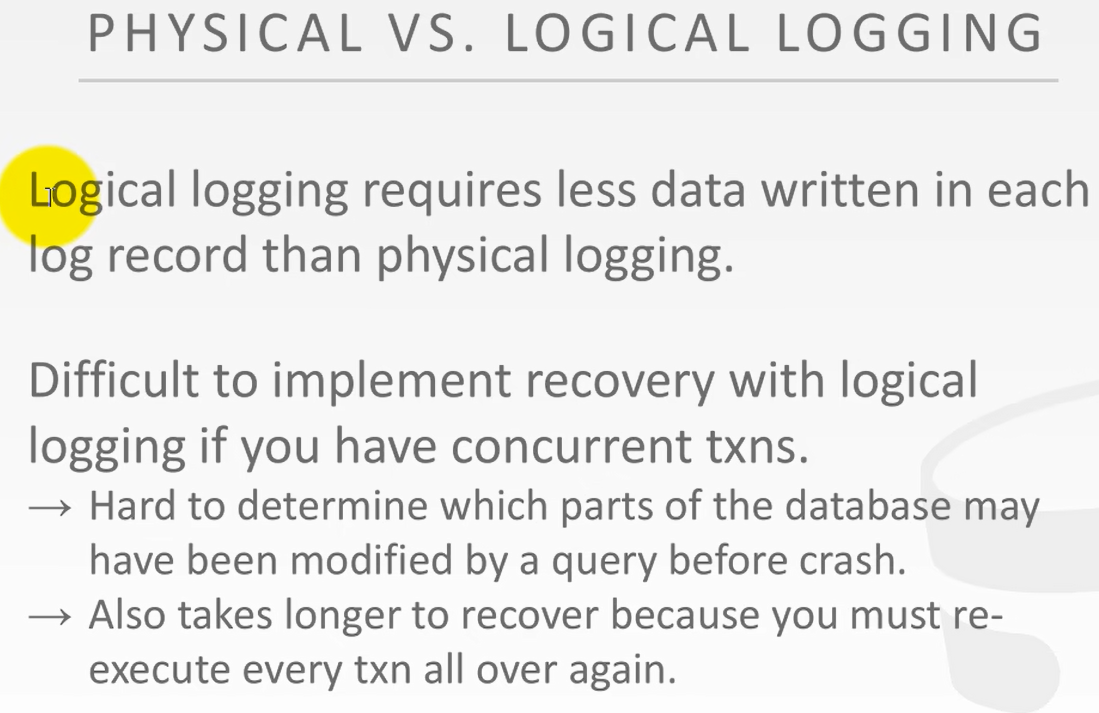 PHYSICAL VS. LOGICAL LOGGING
Logical logging requires less data written in each
log record than physical logging.
Difficult to implement recovery with logical
logging if you have concurrent txns.
→ Hard to determine which parts of the database may
have been modified by a query before crash.
→ Also takes longer to recover because you must re-
execute every txn all over again.